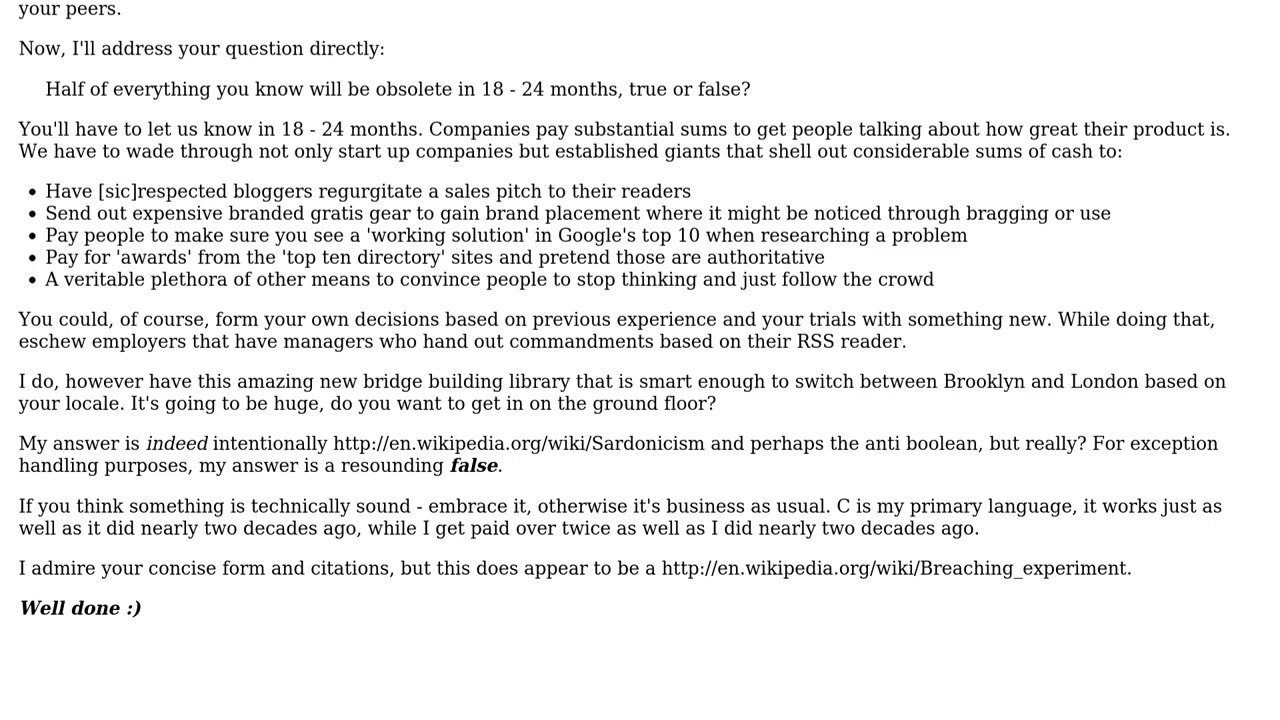 your peers.
Now, I'll address your question directly:
Half of everything you know will be obsolete in 18 - 24 months, true or false?
You'll have to let us know in 18 - 24 months. Companies pay substantial sums to get people talking about how great their product is.
We have to wade through not only start up companies but established giants that shell out considerable sums of cash to:
• Have [sic]respected bloggers regurgitate a sales pitch to their readers
• Send out expensive branded gratis gear to gain brand placement where it might be noticed through bragging or use
• Pay people to make sure you see a 'working solution' in Google's top 10 when researching a problem
• Pay for 'awards' from the 'top ten directory' sites and pretend those are authoritative
• A veritable plethora of other means to convince people to stop thinking and just follow the crowd
You could, of course, form your own decisions based on previous experience and your trials with something new. While doing that,
eschew employers that have managers who hand out commandments based on their RSS reader.
I do, however have this amazing new bridge building library that is smart enough to switch between Brooklyn and London based on
your locale. It's going to be huge, do you want to get in on the ground floor?
My answer is indeed intentionally http://en.wikipedia.org/wiki/Sardonicism and perhaps the anti boolean, but really? For exception
handling purposes, my answer is a resounding false.
If you think something is technically sound - embrace it, otherwise it's business as usual. C is my primary language, it works just as
well as it did nearly two decades ago, while I get paid over twice as well as I did nearly two decades ago.
I admire your concise form and citations, but this does appear to be a http://en.wikipedia.org/wiki/Breaching_experiment.
Well done :)